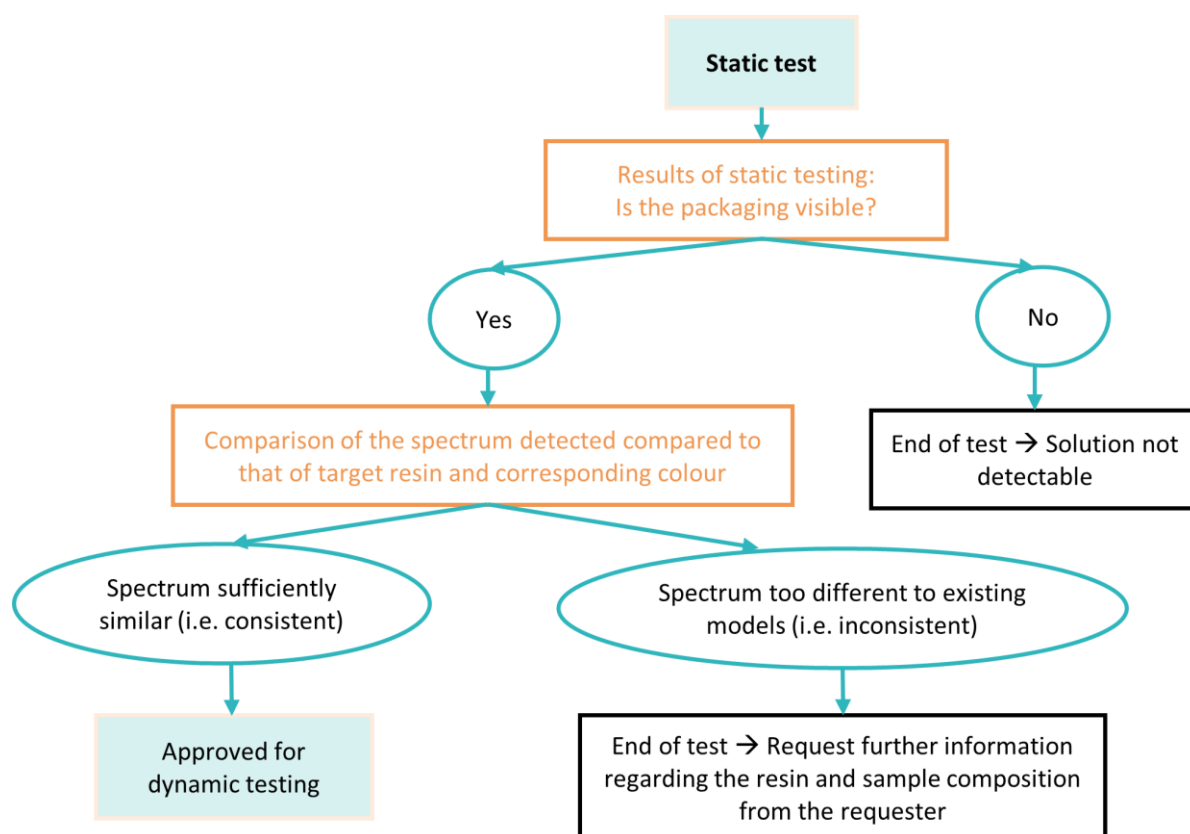 Static test
Results of static testing:
Is the packaging visible?
Yes
No
Comparison of the spectrum detected compared to
that of target resin and corresponding colour
End of test → Solution not
detectable
Spectrum sufficiently
similar (i.e. consistent)
Spectrum too different to existing
models (i.e. inconsistent)
Approved for
dynamic testing
End of test → Request further information
regarding the resin and sample composition
from the requester